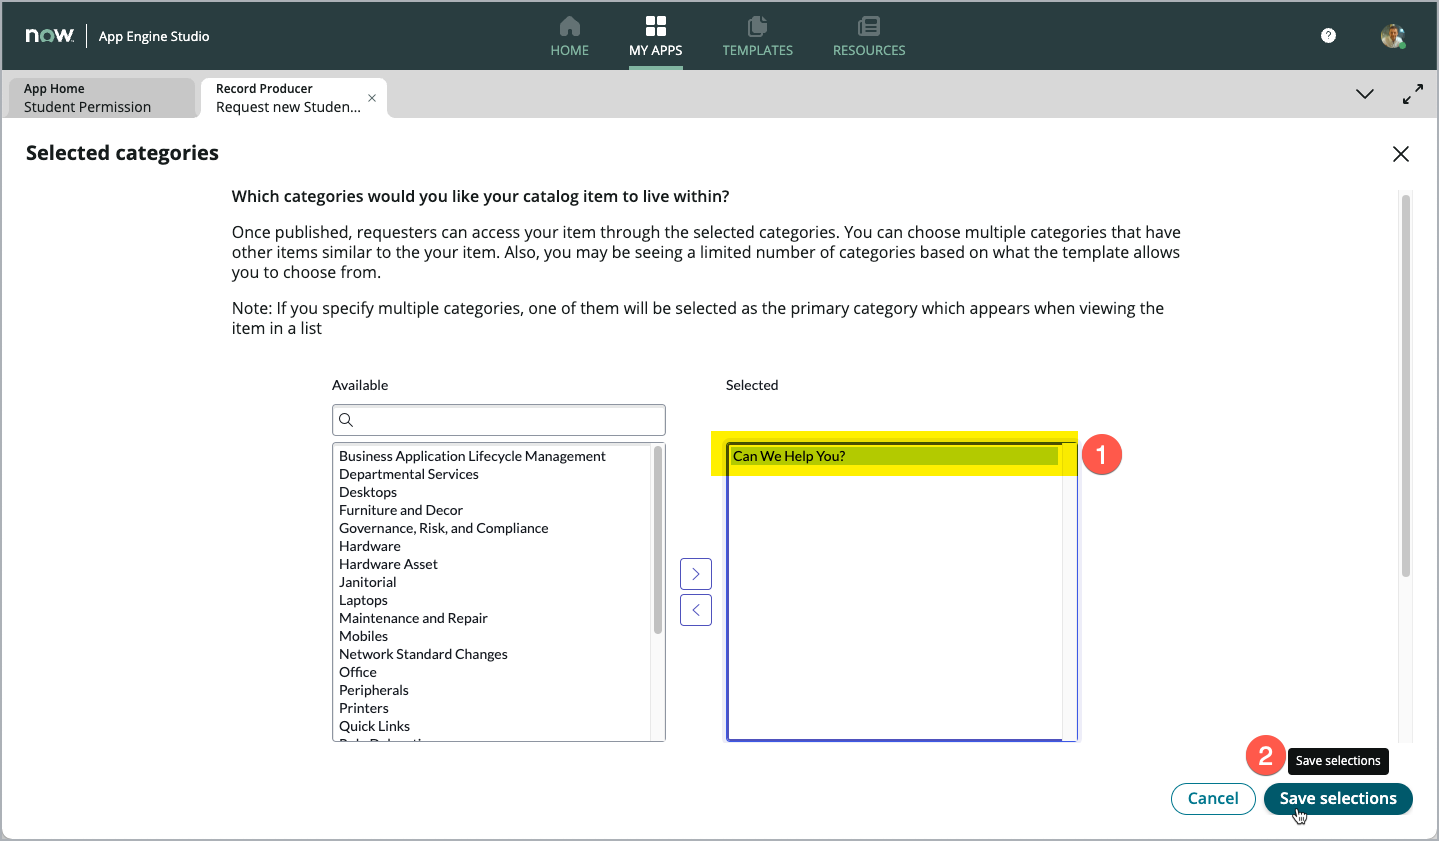 now. App Engine Studio
HOME
MY APPS
TEMPLATES
RESOURCES
?
App Home
Student Permission
Record Producer
Request new Studen...
Selected categories
Which categories would you like your catalog item to live within?
Once published, requesters can access your item through the selected categories. You can choose multiple categories that have
other items similar to the your item. Also, you may be seeing a limited number of categories based on what the template allows
you to choose from.
Note: If you specify multiple categories, one of them will be selected as the primary category which appears when viewing the
item in a list
Available
Business Application Lifecycle Management
Departmental Services
Desktops
Furniture and Decor
Governance, Risk, and Compliance
Hardware
Hardware Asset
Janitorial
Laptops
Maintenance and Repair
Mobiles
Network Standard Changes
Office
Peripherals
Printers
Quick Links
Selected
Can We Help You?
1
2
Save selections
Cancel
Save selections